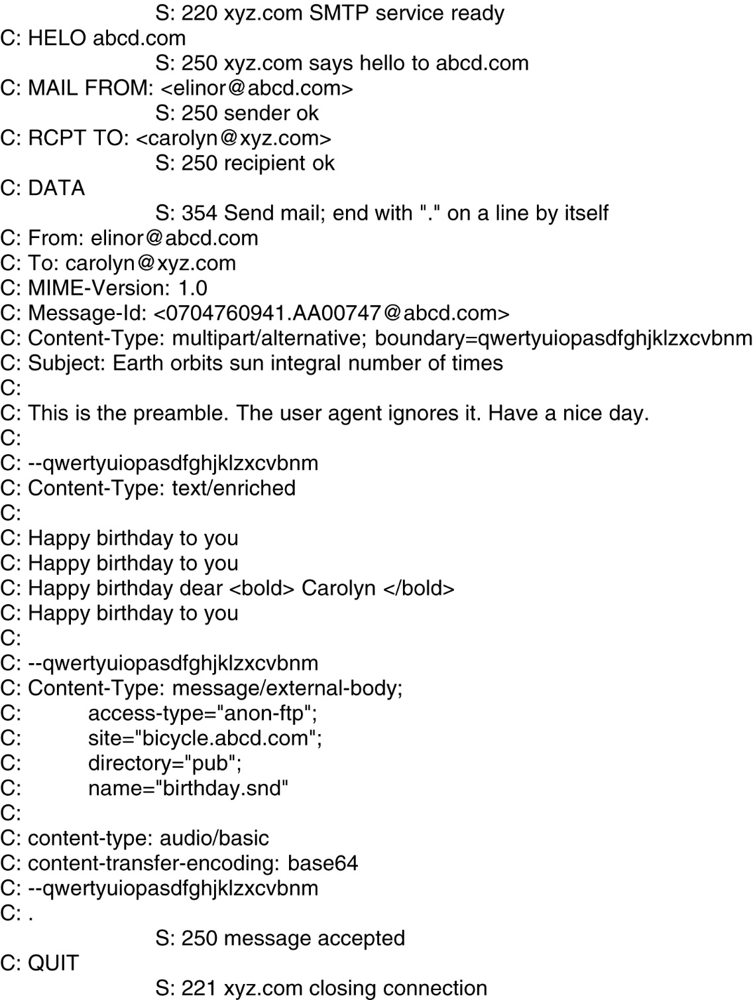 S: 220 xyz.com SMTP service ready
C: HELO abcd.com
S: 250 xyz.com says hello to abcd.com
C: MAIL FROM: <elinor@abcd.com>
S: 250 sender ok
C: RCPT TO: <carolyn@xyz.com>
S: 250 recipient ok
C: DATA
S: 354 Send mail; end with "." on a line by itself
C: From: elinor@abcd.com
C: To: carolyn@xyz.com
C: MIME-Version: 1.0
C: Message-Id: <0704760941.AA00747@abcd.com>
C: Content-Type: multipart/alternative; boundary=qwertyuiopasdfghjklzxcvbnm
C: Subject: Earth orbits sun integral number of times
C:
C: This is the preamble. The user agent ignores it. Have a nice day.
C:
C: --qwertyuiopasdfghjklzxcvbnm
C: Content-Type: text/enriched
C:
C: Happy birthday to you
C: Happy birthday to you
C: Happy birthday dear <bold> Carolyn </bold>
C: Happy birthday to you
C:
C: --qwertyuiopasdfghjklzxcvbnm
C: Content-Type: message/external-body;
C: access-type="anon-ftp";
C: site="bicycle.abcd.com";
C: directory="pub";
C: name="birthday.snd"
C:
C: content-type: audio/basic
C: content-transfer-encoding: base64
C: --qwertyuiopasdfghjklzxcvbnm
C: .
S: 250 message accepted
C: QUIT
S: 221 xyz.com closing connection